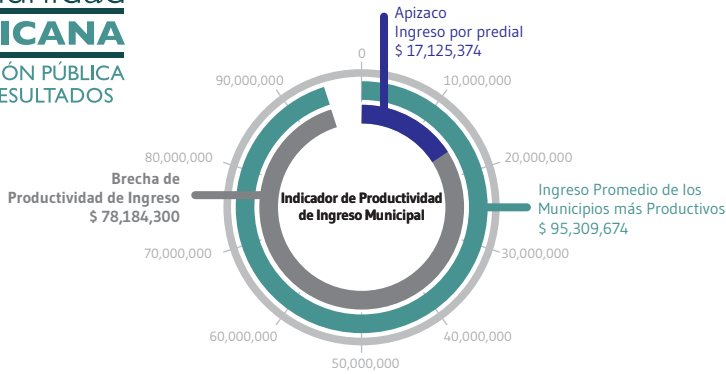 ICANA
ÓN PÚBLICA
ESULTADOS
Apizaco
Ingreso por predial
$ 17,125,374
0
90,000,000
10,000,000
80,000,000
20,000,000
Brecha de
Productividad de Ingreso
$ 78,184,300
Indicador de Productividad
de Ingreso Municipal
Ingreso Promedio de los
Municipios más Productivos
$ 95,309,674
70,000,000
30,000,000
60,000,000
40,000,000
50,000,000